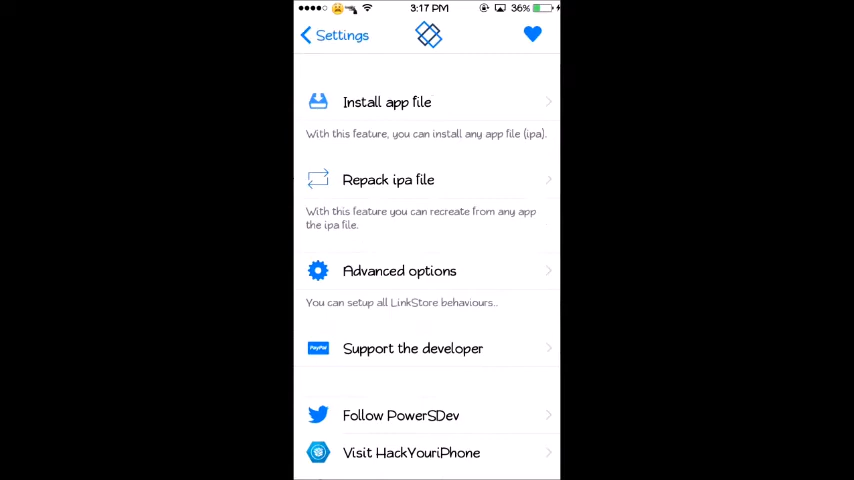 3:17 PM
36%
Settings
Install app file
With this feature, you can install any app file (ipa).
Repack ipa file
With this feature you can recreate from any app
the ipa file.
Advanced options
You can setup all LinkStore behaviours..
PayPal
Support the developer
Follow PowerSDev
Visit HackYouriPhone